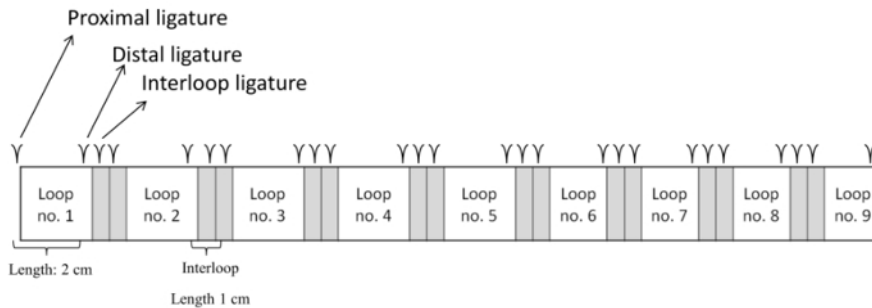 Proximal ligature
Distal ligature
Interloop ligature
Loop no. 1
Loop no. 2
Loop no. 3
Loop no. 4
Loop no. 5
Loop no. 6
Loop no. 7
Loop no. 8
Loop no. 9
Length: 2 cm
Interloop
Length 1 cm